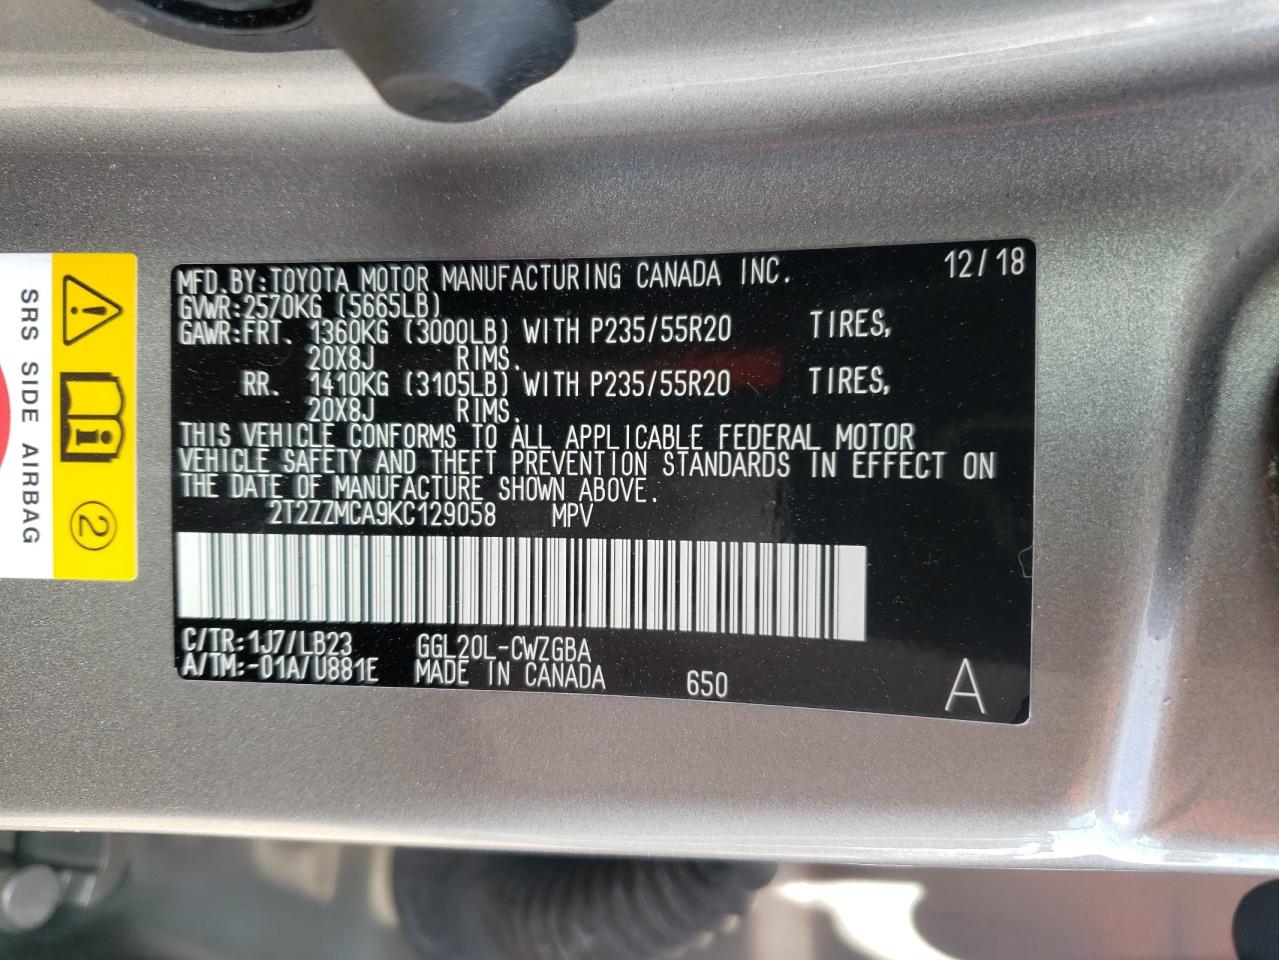 MFD.BY:TOYOTA MOTOR MANUFACTURING CANADA INC. 12/18
GVWR:2570KG (5665LB)
GAWR:FRT. 1360KG (3000LB) WITH P235/55R20 TIRES,
20X8J RIMS.
RR. 1410KG (3105LB) WITH P235/55R20 TIRES,
20X8J RIMS.
THIS VEHICLE CONFORMS TO ALL APPLICABLE FEDERAL MOTOR
VEHICLE SAFETY AND THEFT PREVENTION STANDARDS IN EFFECT ON
THE DATE OF MANUFACTURE SHOWN ABOVE.
2T2ZZMCA9KC129058 MPV
C/TR:1J7/LB23 GGL20L-CWZGBA
A/TM:-01A/U881E MADE IN CANADA 650 A
SRS SIDE AIRBAG
2